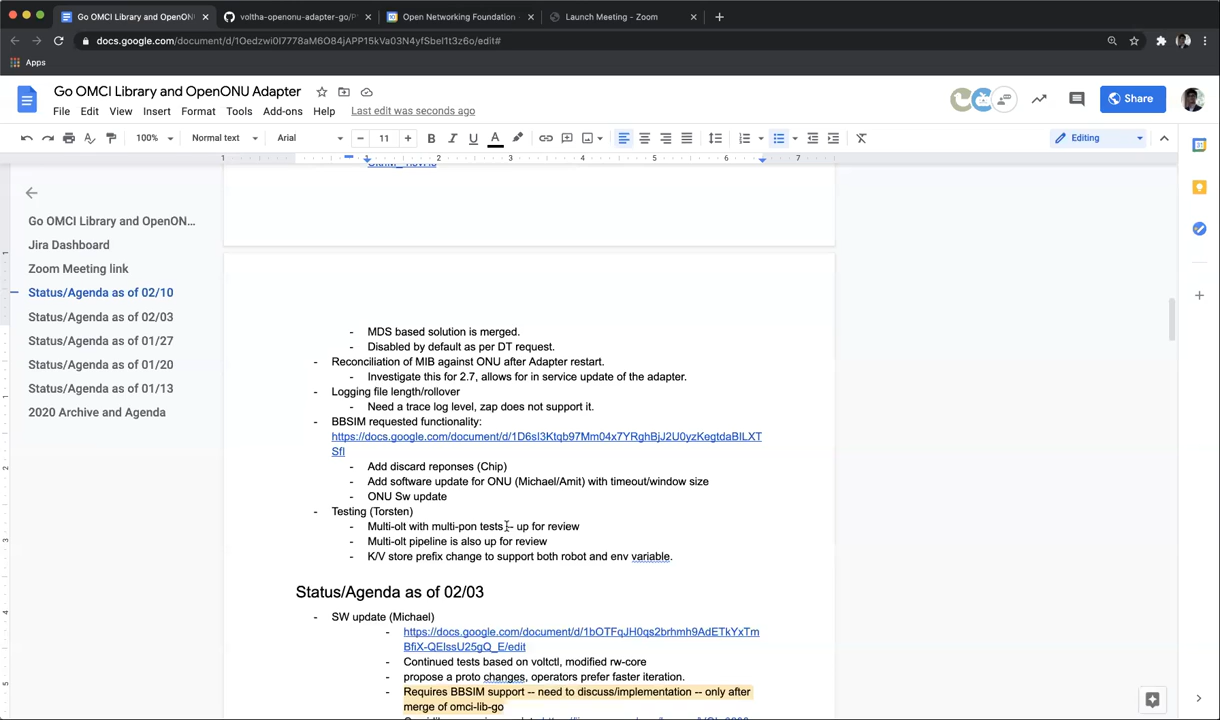 Go OMCI Library and OpenONU
voltha-openonu-adapter-go/P
Open Networking Foundation
Launch Meeting - Zoom
docs.google.com/document/d/1Oedzwi0I7778aM6O84jAPP15kVa03N4yfSbeI1t3z6o/edit#
Apps
Go OMCI Library and OpenONU Adapter
File Edit View Insert Format Tools Add-ons Help Last edit was seconds ago
Share
100% Normal text Arial 11 Editing
1 2 3 4 5 6 7
Go OMCI Library and OpenON...
Jira Dashboard
Zoom Meeting link
Status/Agenda as of 02/10
Status/Agenda as of 02/03
Status/Agenda as of 01/27
Status/Agenda as of 01/20
Status/Agenda as of 01/13
2020 Archive and Agenda
- MDS based solution is merged.
- Disabled by default as per DT request.
- Reconciliation of MIB against ONU after Adapter restart.
- Investigate this for 2.7, allows for in service update of the adapter.
- Logging file length/rollover
- Need a trace log level, zap does not support it.
- BBSIM requested functionality:
https://docs.google.com/document/d/1D6sI3Ktqb97Mm04x7YRghBjJ2U0yzKegtdaBILXT
SfI
- Add discard reponses (Chip)
- Add software update for ONU (Michael/Amit) with timeout/window size
- ONU Sw update
- Testing (Torsten)
- Multi-olt with multi-pon tests -- up for review
- Multi-olt pipeline is also up for review
- K/V store prefix change to support both robot and env variable.
Status/Agenda as of 02/03
- SW update (Michael)
- https://docs.google.com/document/d/1bOTFqJH0qs2brhmh9AdETkYxTm
BfiX-QEIssU25gQ_E/edit
- Continued tests based on voltctl, modified rw-core
- propose a proto changes, operators prefer faster iteration.
- Requires BBSIM support -- need to discuss/implementation -- only after
merge of omci-lib-go